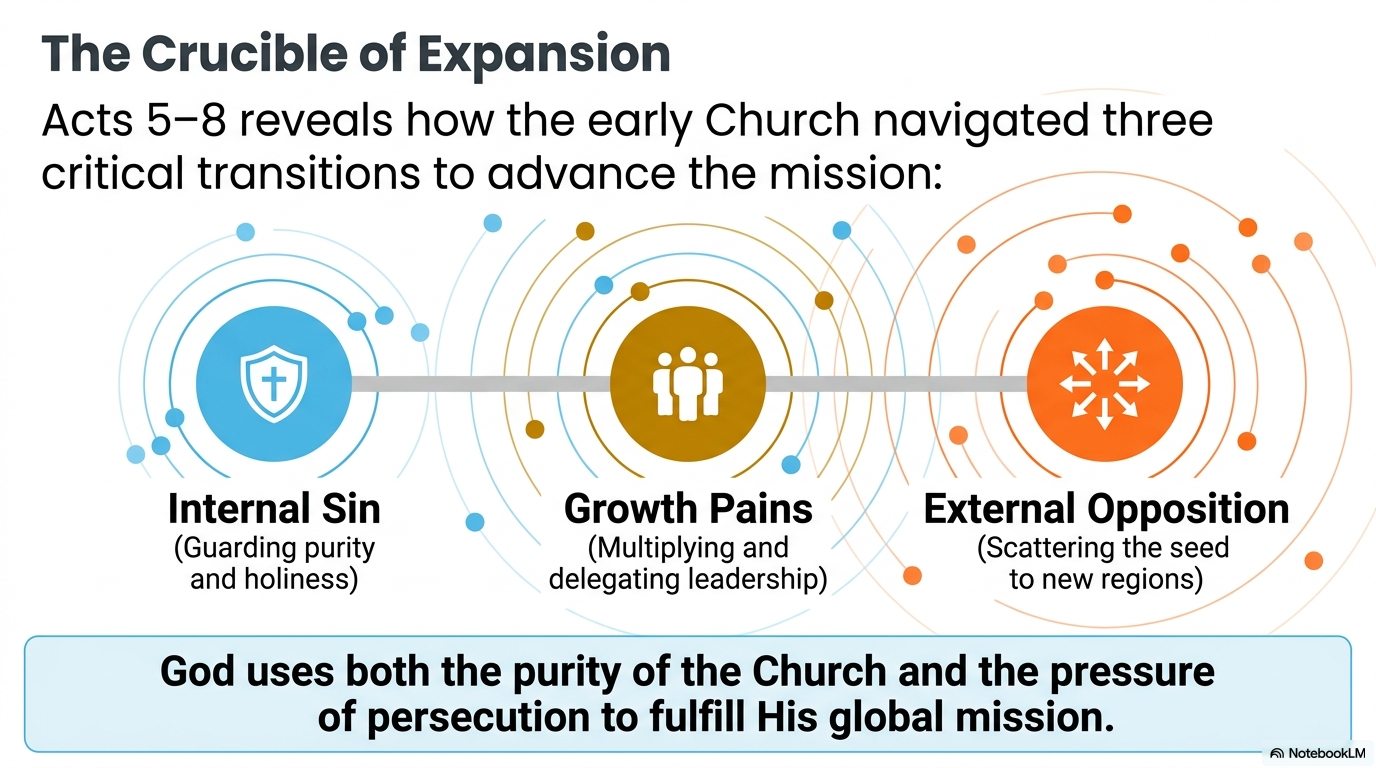 The Crucible of Expansion
Acts 5–8 reveals how the early Church navigated three
critical transitions to advance the mission:
Internal Sin
(Guarding purity
and holiness)
Growth Pains
(Multiplying and
delegating leadership)
External Opposition
(Scattering the seed
to new regions)
God uses both the purity of the Church and the pressure
of persecution to fulfill His global mission.
NotebookLM